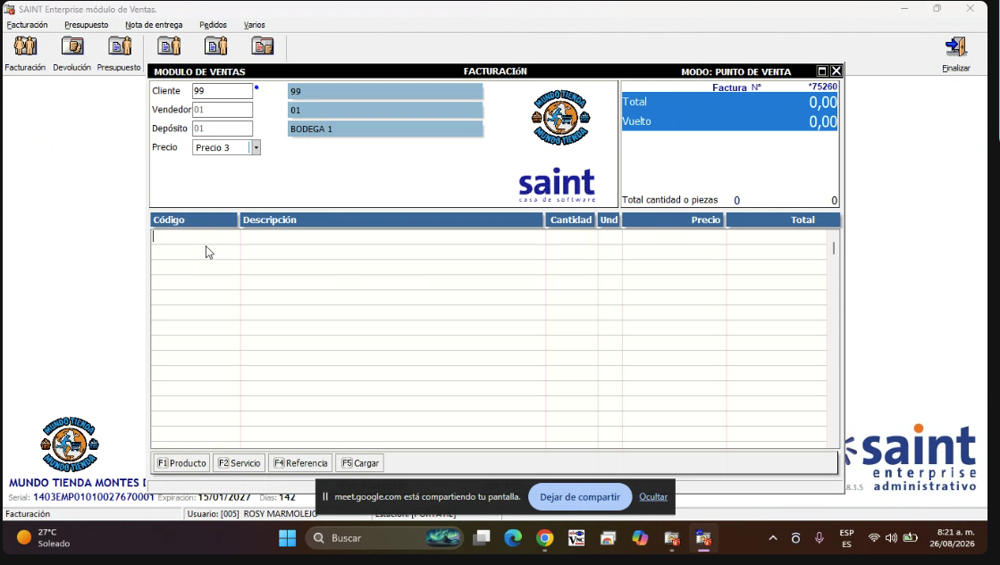 SAINT Enterprise módulo de Ventas.
Facturación Presupuesto Nota de entrega Pedidos Varios
Facturación Devolución Presupuesto Finalizar
MODULO DE VENTAS FACTURACIóN MODO: PUNTO DE VENTA
Cliente 99 99
Vendedor 01 01
Depósito 01 BODEGA 1
Precio Precio 3
MUNDO TIENDA
MUNDO TIENDA
saint
casa de software
Factura Nº *75260
Total 0,00
Vuelto 0,00
Total cantidad o piezas 0 0
Código Descripción Cantidad Und Precio Total
F1 Producto F2 Servicio F4 Referencia F5 Cargar
MUNDO TIENDA
MUNDO TIENDA
MUNDO TIENDA MONTES
Serial: 1403EMP01010027670001 Expiración: 15/01/2027 Días: 142
saint
enterprise
administrativo
8.3.5
meet.google.com está compartiendo tu pantalla. Dejar de compartir Ocultar
Facturación Usuario: [005] ROSY MARMOLEJO Estación: [PORTATIL]
27°C
Soleado
Buscar
VNC
ESP
ES
8:21 a. m.
26/08/2026